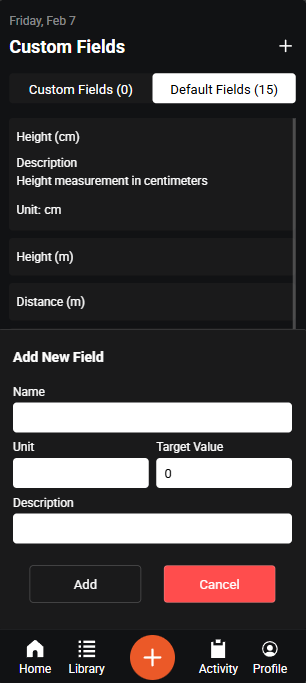 Friday, Feb 7
Custom Fields
Custom Fields (0) Default Fields (15)
Height (cm)
Description
Height measurement in centimeters
Unit: cm
Height (m)
Distance (m)
Add New Field
Name
Unit Target Value
0
Description
Add Cancel
Home Library Activity Profile